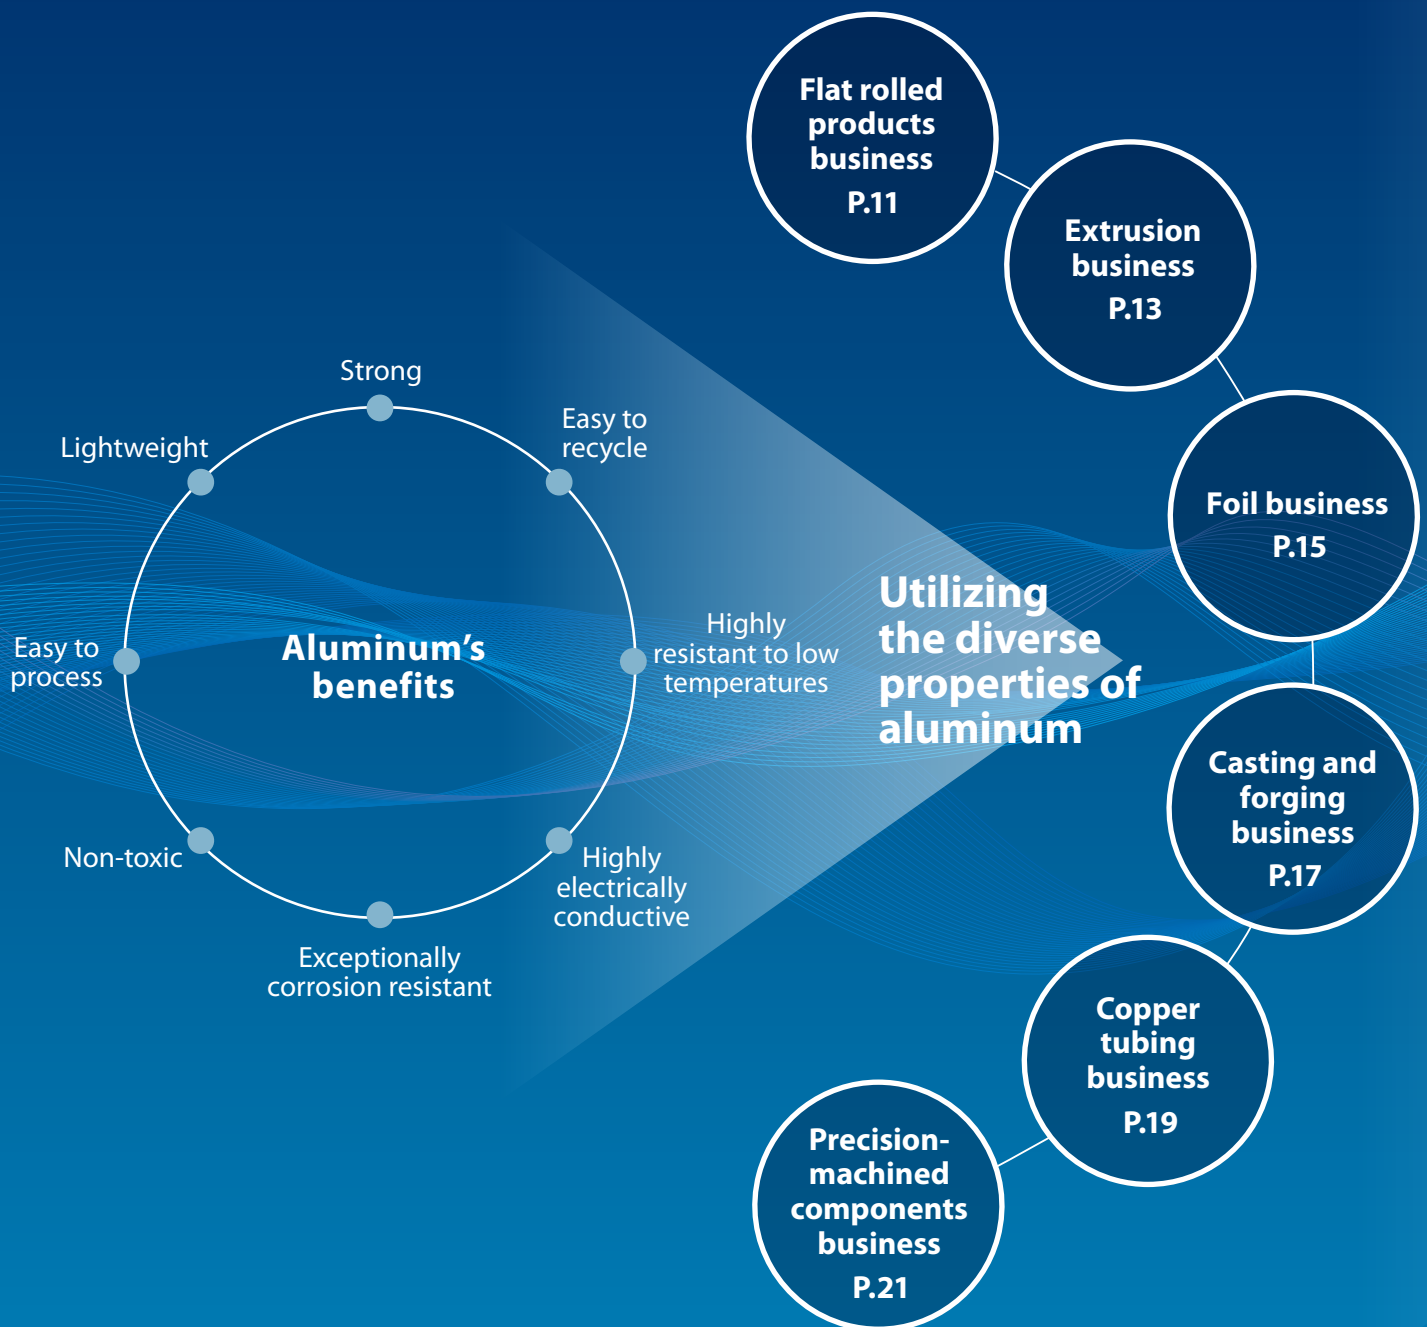 Strong
Easy to
recycle
Lightweight
Easy to
process
Aluminum’s
benefits
Highly
resistant to low
temperatures
Non-toxic
Highly
electrically
conductive
Exceptionally
corrosion resistant
Utilizing
the diverse
properties of
aluminum
Flat rolled
products
business
P.11
Extrusion
business
P.13
Foil business
P.15
Casting and
forging
business
P.17
Copper
tubing
business
P.19
Precision-
machined
components
business
P.21